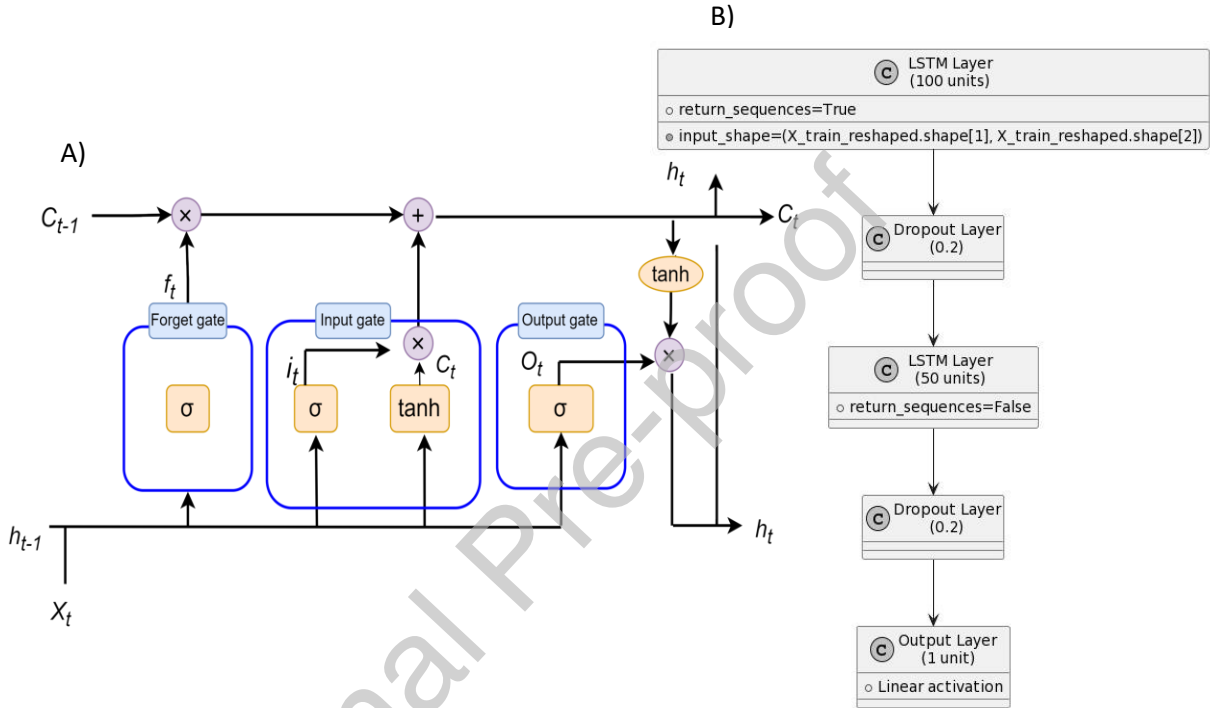 A)
C_{t-1}
×
+
h_t
C_t
tanh
f_t
Forget gate
Input gate
Output gate
×
×
i_t
C_t
O_t
σ
σ
tanh
σ
h_{t-1}
h_t
X_t
B)
C LSTM Layer
(100 units)
return_sequences=True
input_shape=(X_train_reshaped.shape[1], X_train_reshaped.shape[2])
C Dropout Layer
(0.2)
C LSTM Layer
(50 units)
return_sequences=False
C Dropout Layer
(0.2)
C Output Layer
(1 unit)
Linear activation
nal Pre-proof